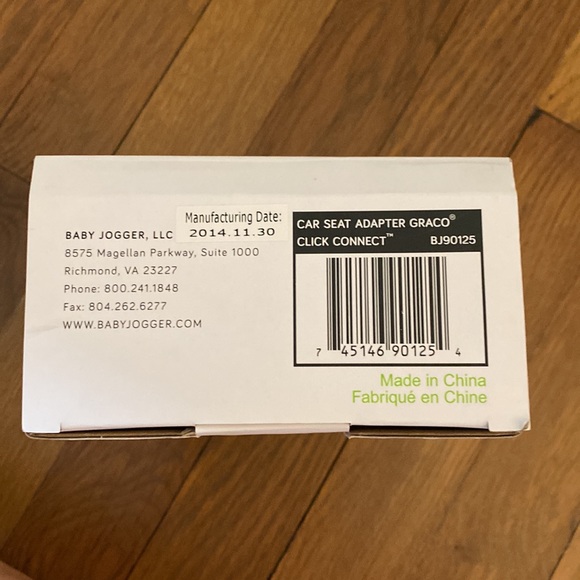 BABY JOGGER, LLC
8575 Magellan Parkway, Suite 1000
Richmond, VA 23227
Phone: 800.241.1848
Fax: 804.262.6277
WWW.BABYJOGGER.COM
Manufacturing Date:
2014.11.30
CAR SEAT ADAPTER GRACO®
CLICK CONNECT™ BJ90125
7 45146 90125 4
Made in China
Fabriqué en Chine